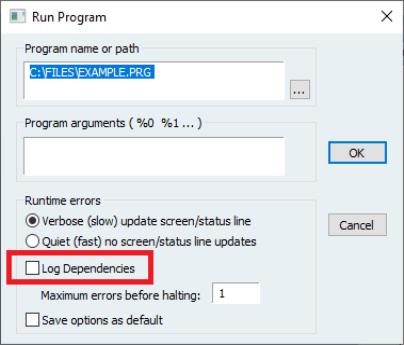 Run Program
Program name or path
C:\FILES\EXAMPLE.PRG
...
Program arguments ( %0 %1 ... )
OK
Runtime errors
Verbose (slow) update screen/status line
Quiet (fast) no screen/status line updates
Cancel
Log Dependencies
Maximum errors before halting: 1
Save options as default